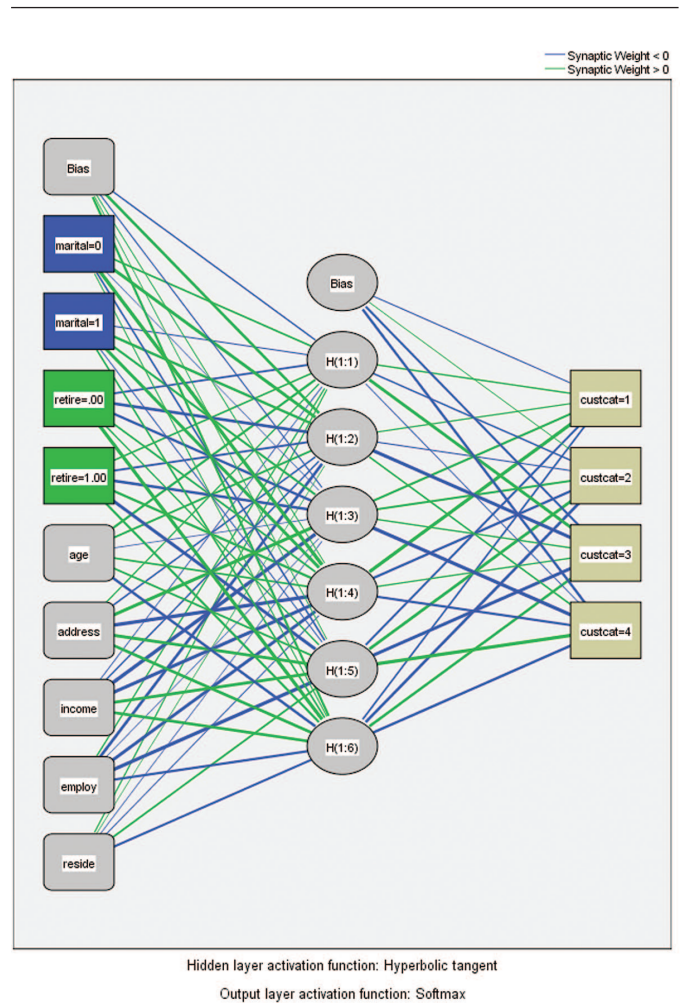 Synaptic Weight < 0
Synaptic Weight > 0
Bias
marital=0
marital=1
retire=.00
retire=1.00
age
address
income
employ
reside
Bias
H(1:1)
H(1:2)
H(1:3)
H(1:4)
H(1:5)
H(1:6)
custcat=1
custcat=2
custcat=3
custcat=4
Hidden layer activation function: Hyperbolic tangent
Output layer activation function: Softmax